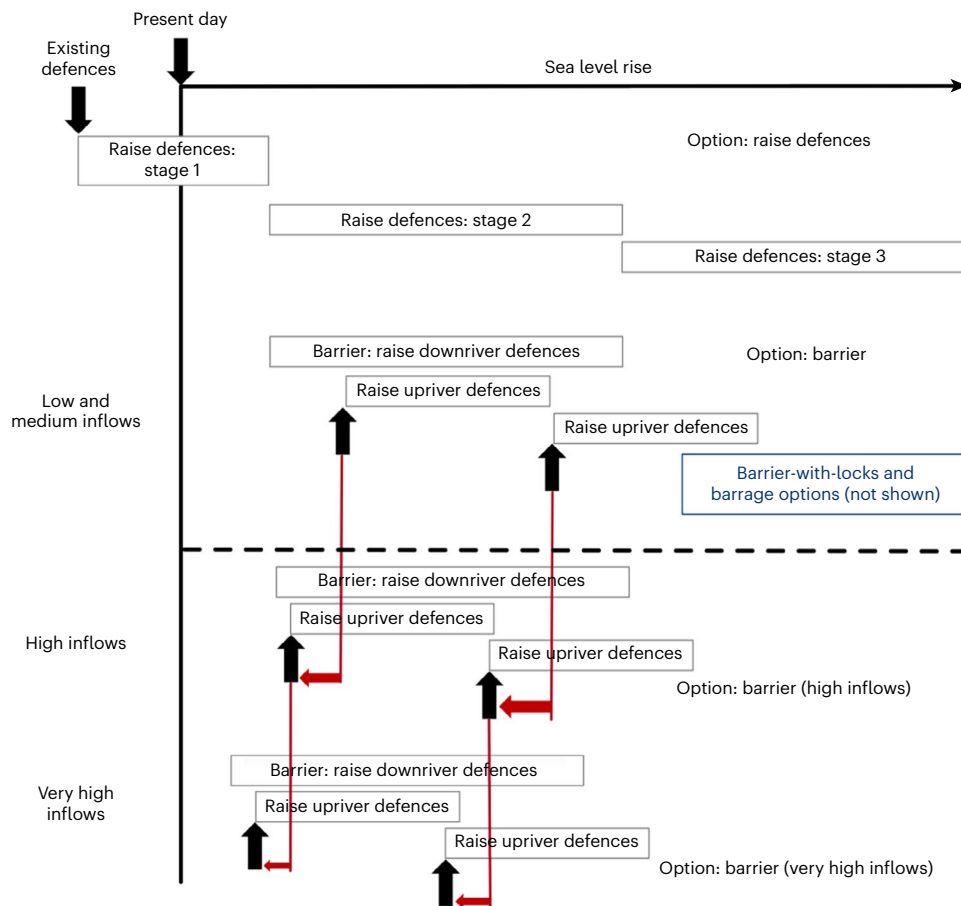 Present day
Existing
defences
Sea level rise
Option: raise defences
Raise defences:
stage 1
Raise defences: stage 2
Raise defences: stage 3
Barrier: raise downriver defences
Option: barrier
Raise upriver defences
Low and
medium inflows
Raise upriver defences
Barrier-with-locks and
barrage options (not shown)
Barrier: raise downriver defences
Raise upriver defences
High inflows
Raise upriver defences
Option: barrier (high inflows)
Barrier: raise downriver defences
Very high
inflows
Raise upriver defences
Raise upriver defences
Option: barrier (very high inflows)